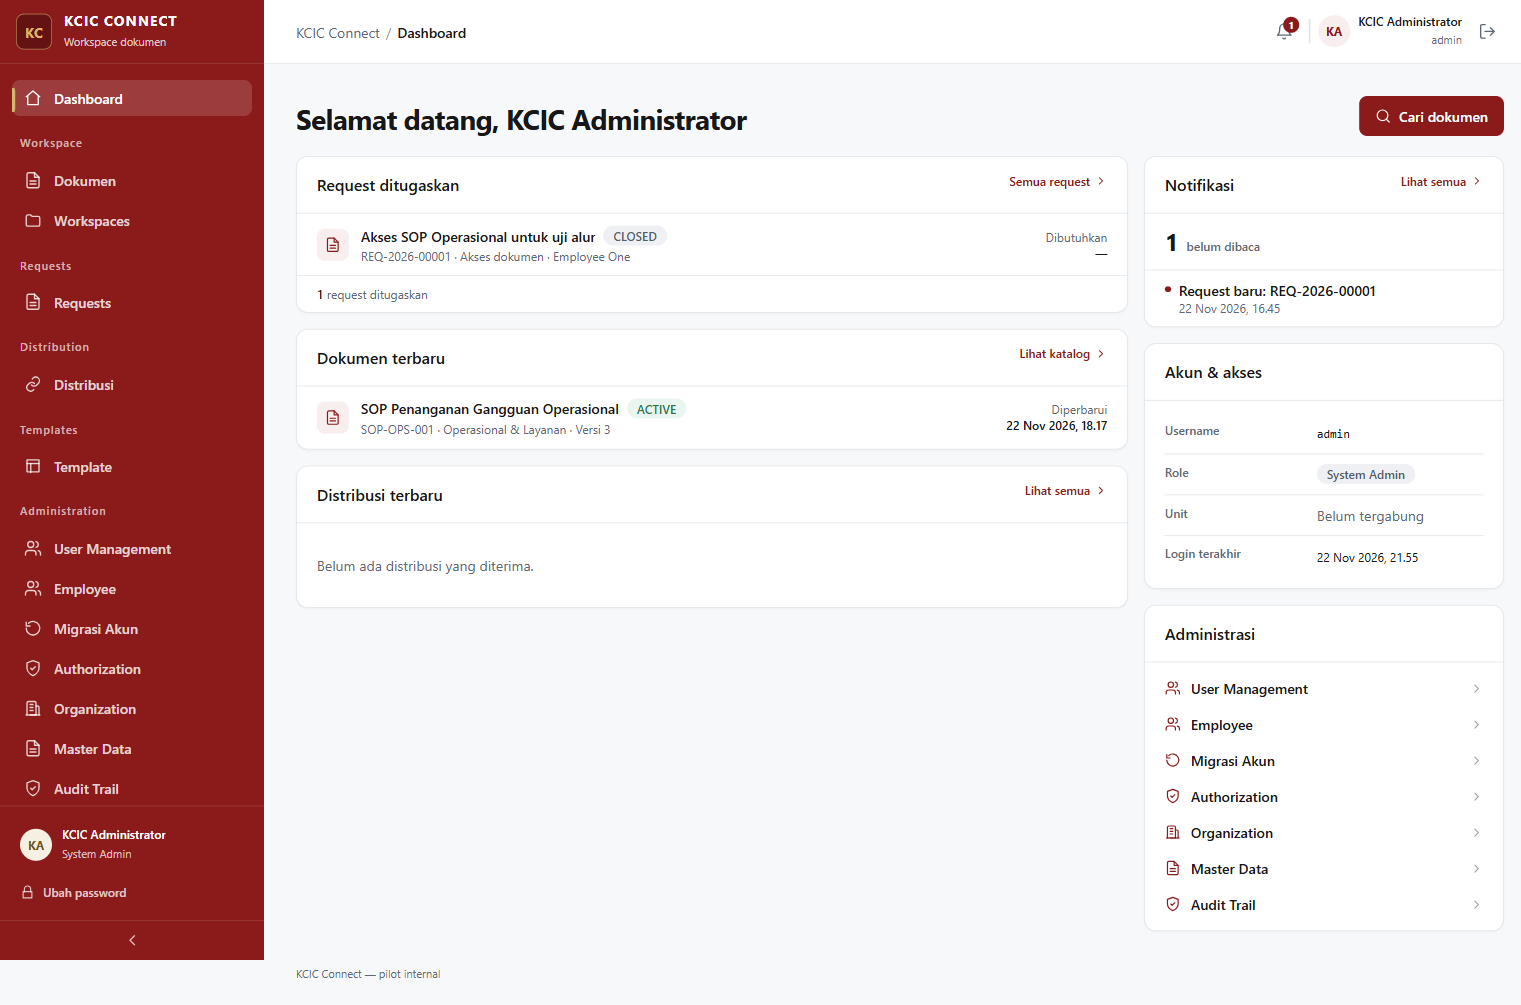 KC
KCIC CONNECT
Workspace dokumen
Dashboard
Workspace
Dokumen
Workspaces
Requests
Requests
Distribution
Distribusi
Templates
Template
Administration
User Management
Employee
Migrasi Akun
Authorization
Organization
Master Data
Audit Trail
KA
KCIC Administrator
System Admin
Ubah password
KCIC Connect / Dashboard
1
KA
KCIC Administrator
admin
Selamat datang, KCIC Administrator
Cari dokumen
Request ditugaskan
Semua request
Akses SOP Operasional untuk uji alur CLOSED
REQ-2026-00001 · Akses dokumen · Employee One
Dibutuhkan
—
1 request ditugaskan
Dokumen terbaru
Lihat katalog
SOP Penanganan Gangguan Operasional ACTIVE
SOP-OPS-001 · Operasional & Layanan · Versi 3
Diperbarui
22 Nov 2026, 18.17
Distribusi terbaru
Lihat semua
Belum ada distribusi yang diterima.
Notifikasi
Lihat semua
1 belum dibaca
Request baru: REQ-2026-00001
22 Nov 2026, 16.45
Akun & akses
Username admin
Role System Admin
Unit Belum tergabung
Login terakhir 22 Nov 2026, 21.55
Administrasi
User Management
Employee
Migrasi Akun
Authorization
Organization
Master Data
Audit Trail
KCIC Connect — pilot internal